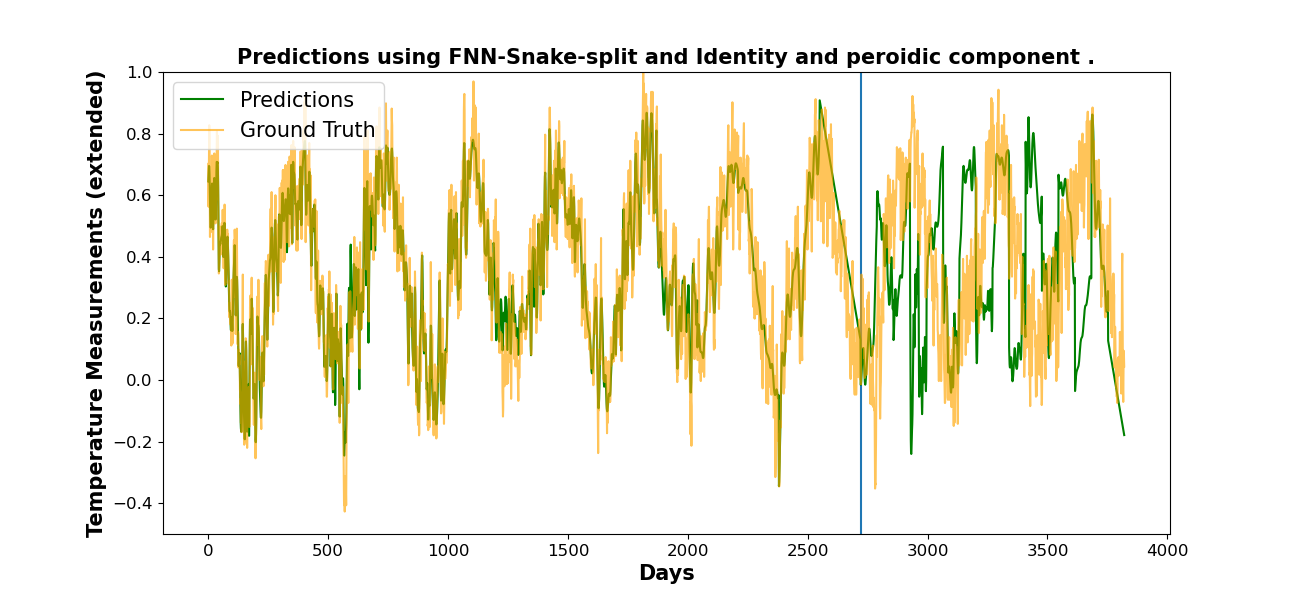 Predictions using FNN-Snake-split and Identity and peroidic component .
Temperature Measurements (extended)
1.0
0.8
0.6
0.4
0.2
0.0
−0.2
−0.4
Predictions
Ground Truth
0 500 1000 1500 2000 2500 3000 3500 4000
Days